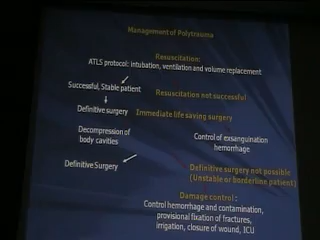 Management of Polytrauma
Resuscitation:
ATLS protocol: intubation, ventilation and volume replacement
Successful, Stable patient
Resuscitation not successful
Definitive surgery
Immediate life saving surgery
Decompression of
body cavities
Control of exsanguination
hemorrhage
Definitive Surgery
Definitive surgery not possible
(Unstable or borderline patient)
Damage control :
Control hemorrhage and contamination,
provisional fixation of fractures,
irrigation, closure of wound, ICU